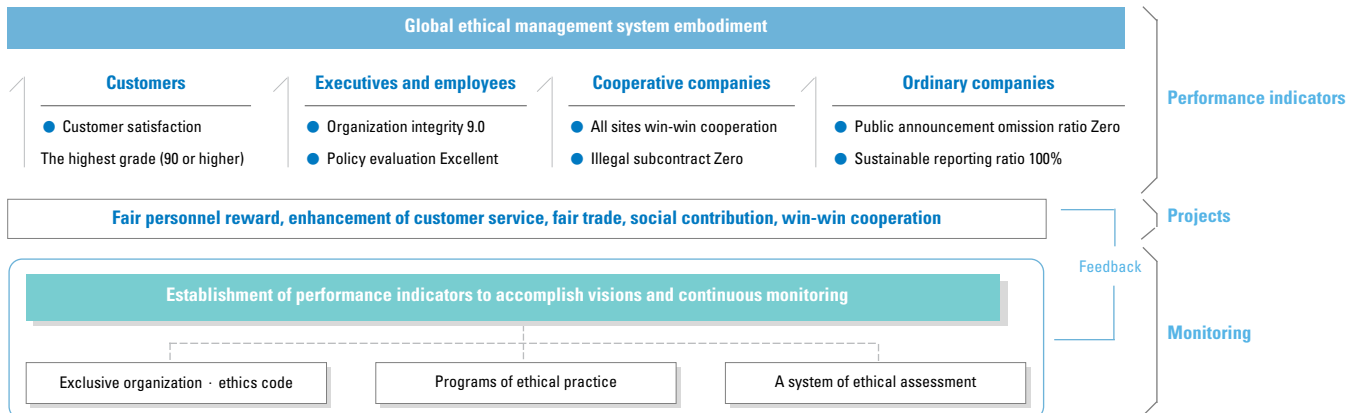 Global ethical management system embodiment
Customers
● Customer satisfaction
The highest grade (90 or higher)
Executives and employees
● Organization integrity 9.0
● Policy evaluation Excellent
Cooperative companies
● All sites win-win cooperation
● Illegal subcontract Zero
Ordinary companies
● Public announcement omission ratio Zero
● Sustainable reporting ratio 100%
Performance indicators
Fair personnel reward, enhancement of customer service, fair trade, social contribution, win-win cooperation
Projects
Feedback
Establishment of performance indicators to accomplish visions and continuous monitoring
Monitoring
Exclusive organization · ethics code
Programs of ethical practice
A system of ethical assessment